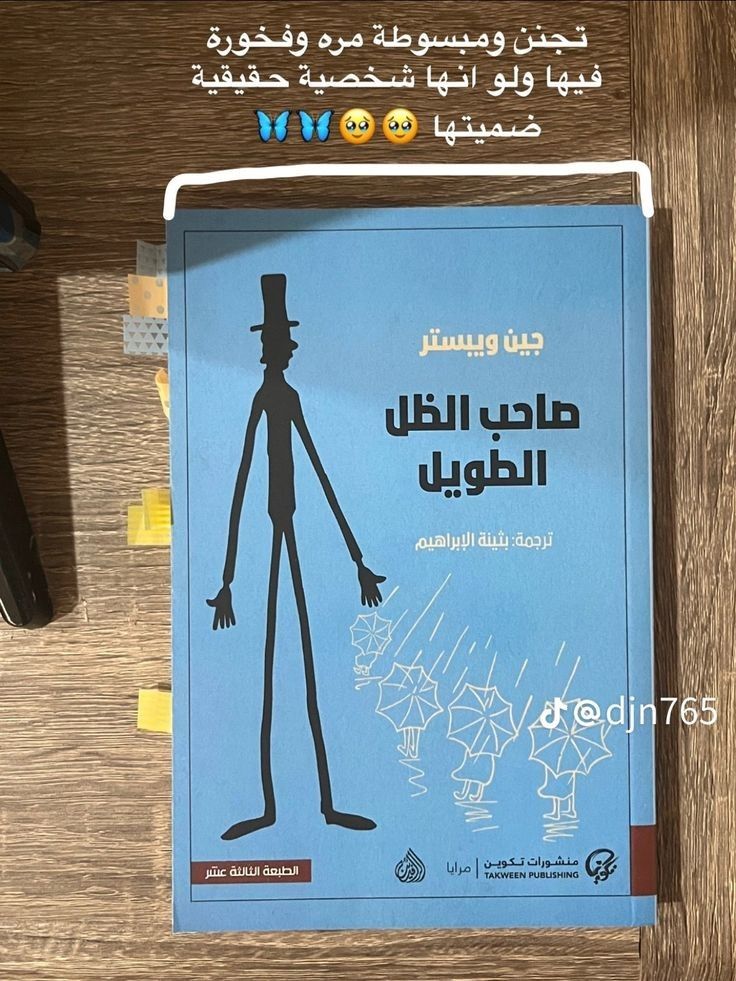 تجنن ومبسوطة مره وفخورة
فيها ولو انها شخصية حقيقية
ضميتها 🥹🥹🦋🦋
جين ويبستر
صاحب الظل
الطويل
ترجمة: بثينة الإبراهيم
@djn765
الطبعة الثالثة عشر
مرايا | منشورات تكوين
TAKWEEN PUBLISHING